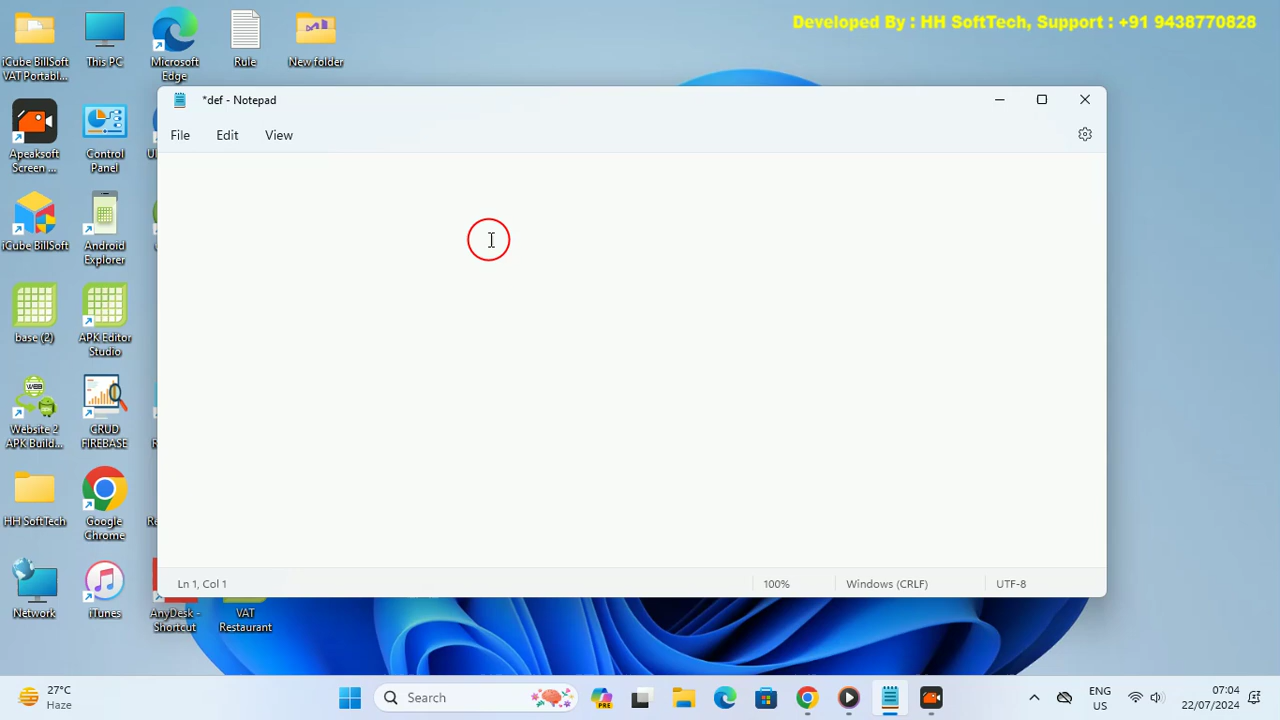 Developed By : HH SoftTech, Support : +91 9438770828
iCube BillSoft
VAT Portabl...
This PC
Microsoft
Edge
Rule
New folder
*def - Notepad
File Edit View
Apeaksoft
Screen ...
Control
Panel
iCube BillSoft
Android
Explorer
base (2)
APK Editor
Studio
WEB
Website 2
APK Build...
CRUD
FIREBASE
HH SoftTech
Google
Chrome
Network
iTunes
AnyDesk -
Shortcut
VAT
Restaurant
Ln 1, Col 1 100% Windows (CRLF) UTF-8
27°C
Haze
Search
PRE
ENG
US
07:04
22/07/2024